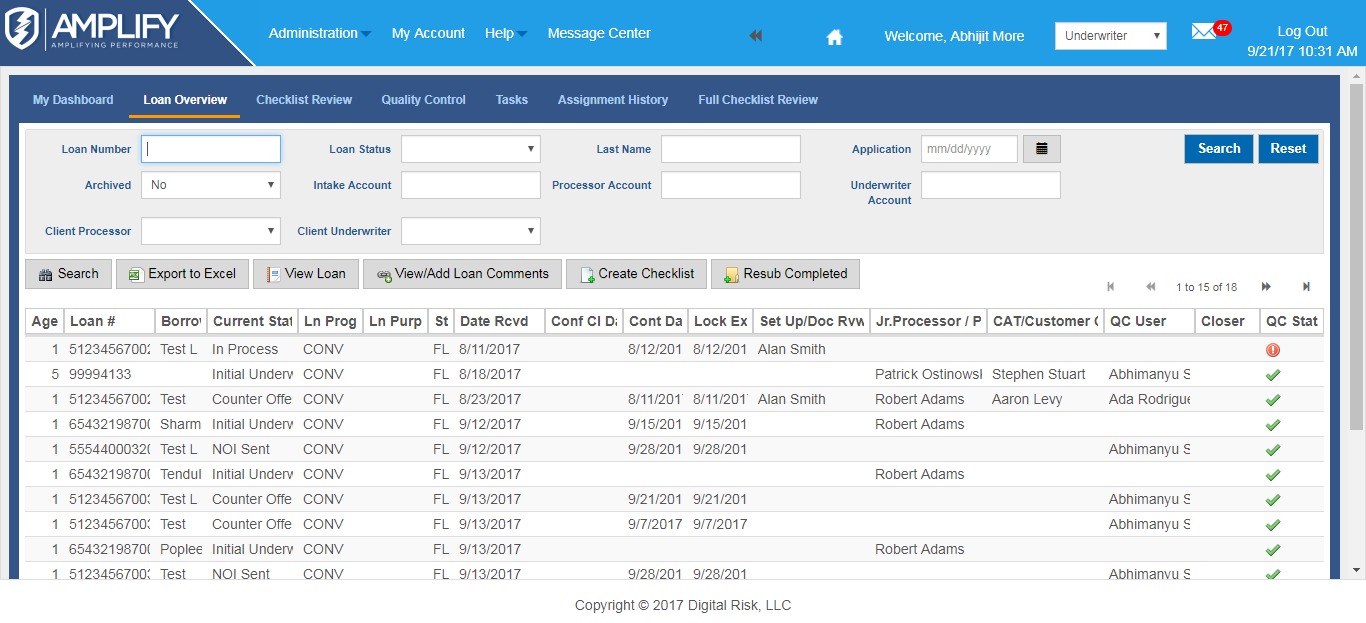 AMPLIFY
AMPLIFYING PERFORMANCE
Administration My Account Help Message Center Welcome, Abhijit More Underwriter 47 Log Out
9/21/17 10:31 AM
My Dashboard Loan Overview Checklist Review Quality Control Tasks Assignment History Full Checklist Review
Loan Number Loan Status Last Name Application mm/dd/yyyy Search Reset
Archived No Intake Account Processor Account Underwriter
Account
Client Processor Client Underwriter
Search Export to Excel View Loan View/Add Loan Comments Create Checklist Resub Completed
1 to 15 of 18
Age Loan # Borro Current Stat Ln Prog Ln Purp St Date Rcvd Conf Cl Da Cont Da Lock Ex Set Up/Doc Rvw Jr.Processor / P CAT/Customer C QC User Closer QC Stat
1 51234567002 Test L In Process CONV FL 8/11/2017 8/12/201 8/12/201 Alan Smith
5 99994133 Initial Underw CONV FL 8/18/2017 Patrick Ostinowsk Stephen Stuart Abhimanyu S
1 51234567002 Test Counter Offe CONV FL 8/23/2017 8/11/201 8/11/201 Alan Smith Robert Adams Aaron Levy Ada Rodrigue
1 65432198700 Sharm Initial Underw CONV FL 9/12/2017 9/15/201 9/15/201 Robert Adams
1 55544000320 Test L NOI Sent CONV FL 9/12/2017 9/28/201 9/28/201 Abhimanyu S
1 65432198700 Tendul Initial Underw CONV FL 9/13/2017 Robert Adams
1 51234567003 Test L Counter Offe CONV FL 9/13/2017 9/21/201 9/21/201 Abhimanyu S
1 51234567003 Test Counter Offe CONV FL 9/13/2017 9/7/2017 9/7/2017 Abhimanyu S
1 65432198700 Poplee Initial Underw CONV FL 9/13/2017 Robert Adams
1 51234567003 Test NOI Sent CONV FL 9/13/2017 9/28/201 9/28/201 Abhimanyu S
Copyright © 2017 Digital Risk, LLC